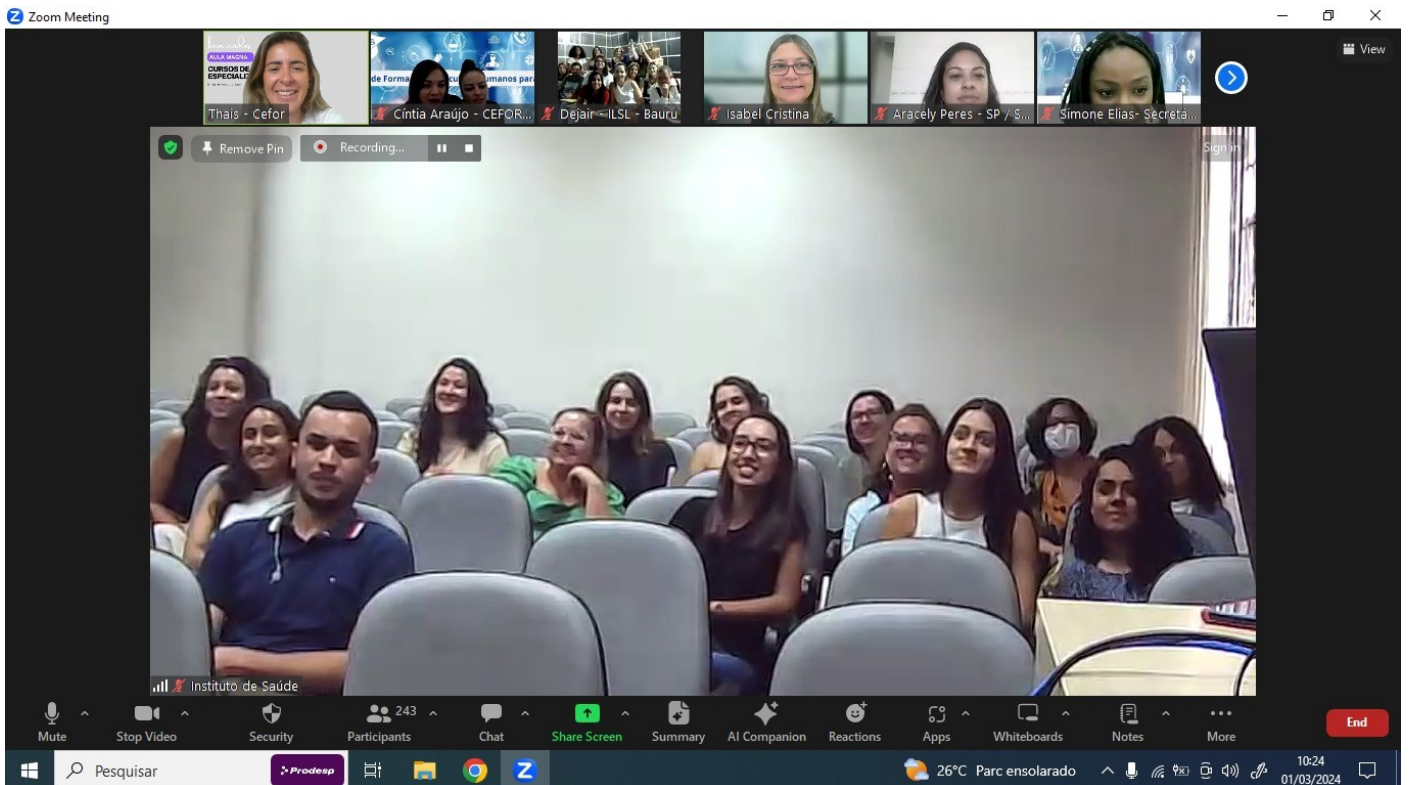 Zoom Meeting
View
AULA MAGNA
CURSOS DE
Thais - Cefor
Cíntia Araújo - CEFOR...
Dejair - ILSL - Bauru
Isabel Cristina
Aracely Peres - SP / S...
Simone Elias- Secreta...
Remove Pin
Recording...
Sign in
Instituto de Saúde
Mute
Stop Video
Security
243
Participants
Chat
Share Screen
Summary
AI Companion
Reactions
Apps
Whiteboards
Notes
More
End
Pesquisar
Prodesp
26°C Parc ensolarado
10:24
01/03/2024